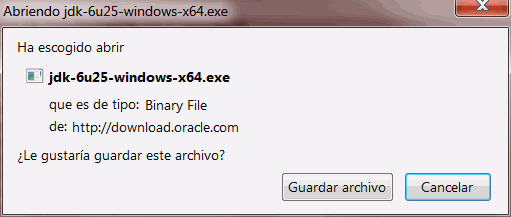 Abriendo jdk-6u25-windows-x64.exe
Ha escogido abrir
jdk-6u25-windows-x64.exe
que es de tipo: Binary File
de: http://download.oracle.com
¿Le gustaría guardar este archivo?
Guardar archivo Cancelar